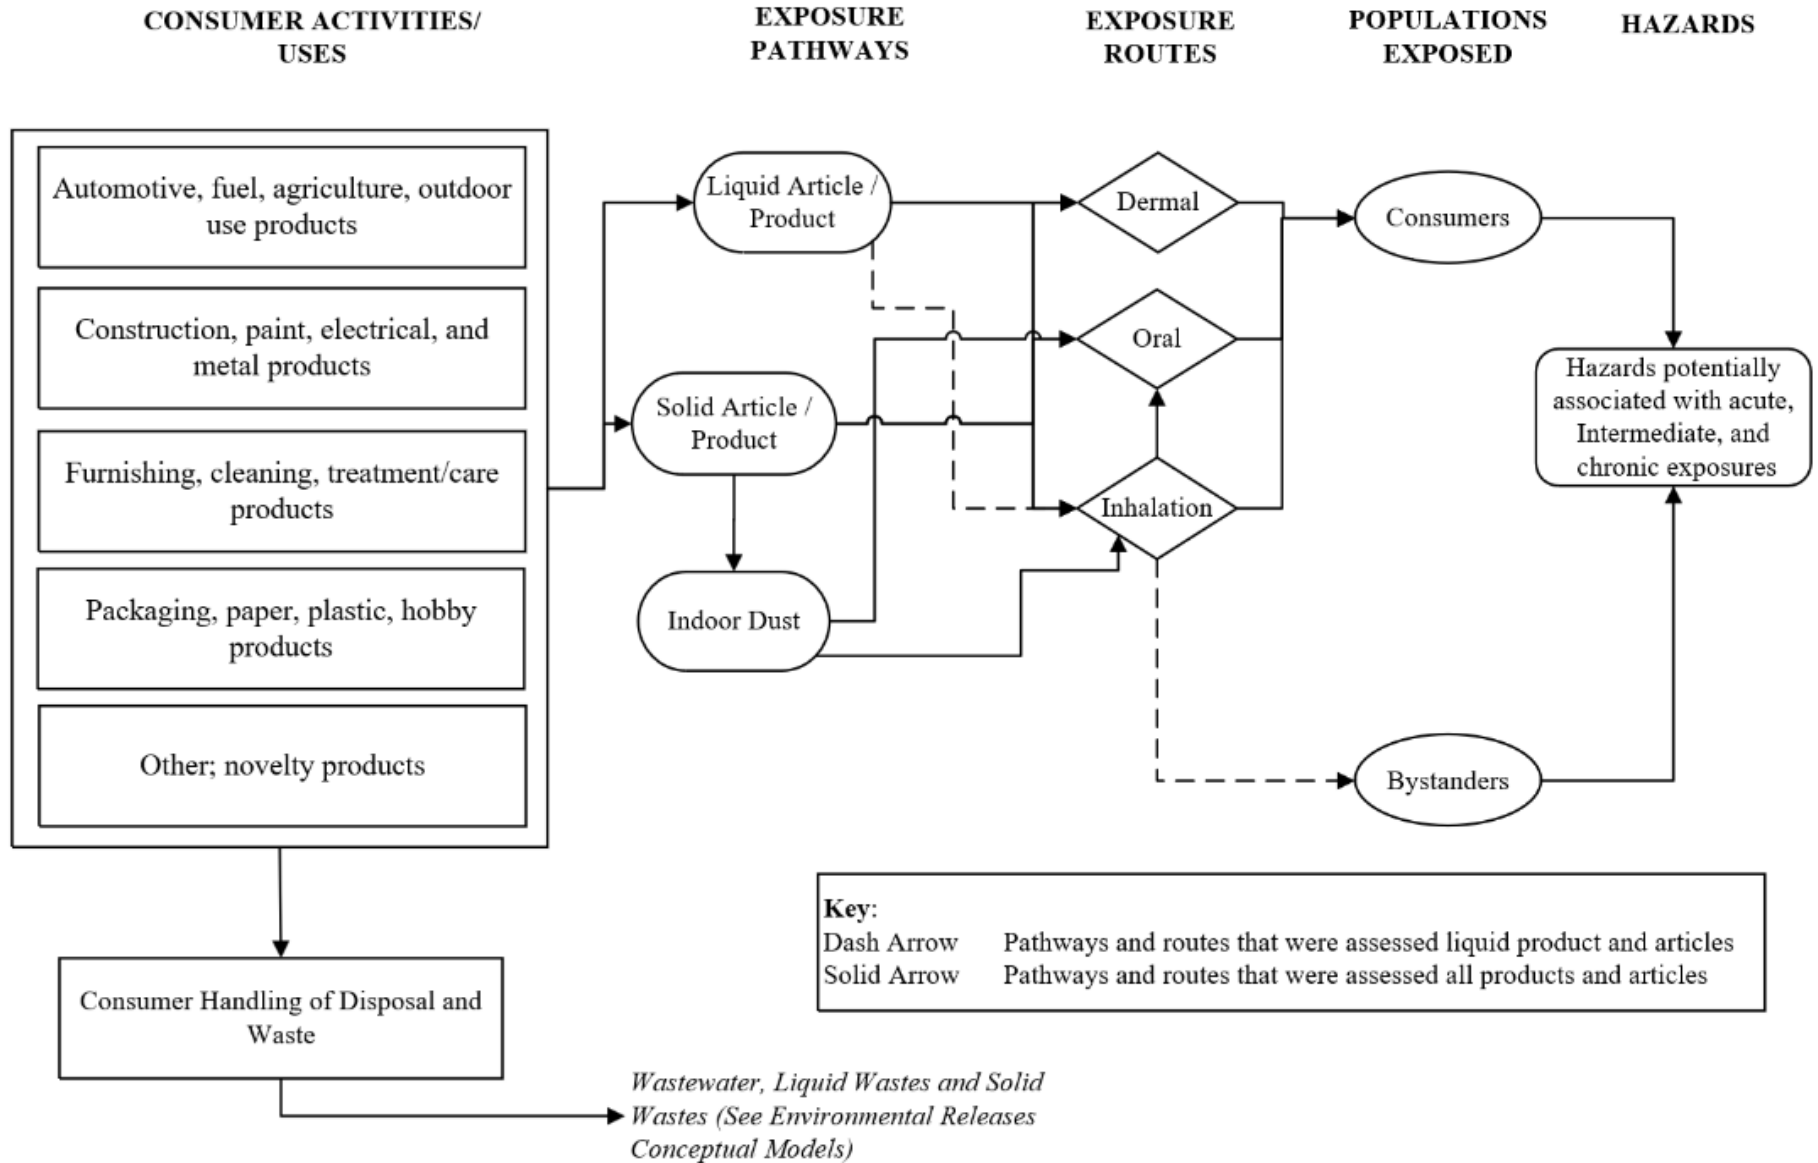 CONSUMER ACTIVITIES/
USES
EXPOSURE
PATHWAYS
EXPOSURE
ROUTES
POPULATIONS
EXPOSED
HAZARDS
Automotive, fuel, agriculture, outdoor
use products
Construction, paint, electrical, and
metal products
Furnishing, cleaning, treatment/care
products
Packaging, paper, plastic, hobby
products
Other; novelty products
Consumer Handling of Disposal and
Waste
Wastewater, Liquid Wastes and Solid
Wastes (See Environmental Releases
Conceptual Models)
Liquid Article /
Product
Solid Article /
Product
Indoor Dust
Dermal
Oral
Inhalation
Consumers
Bystanders
Hazards potentially
associated with acute,
Intermediate, and
chronic exposures
Key:
Dash Arrow Pathways and routes that were assessed liquid product and articles
Solid Arrow Pathways and routes that were assessed all products and articles